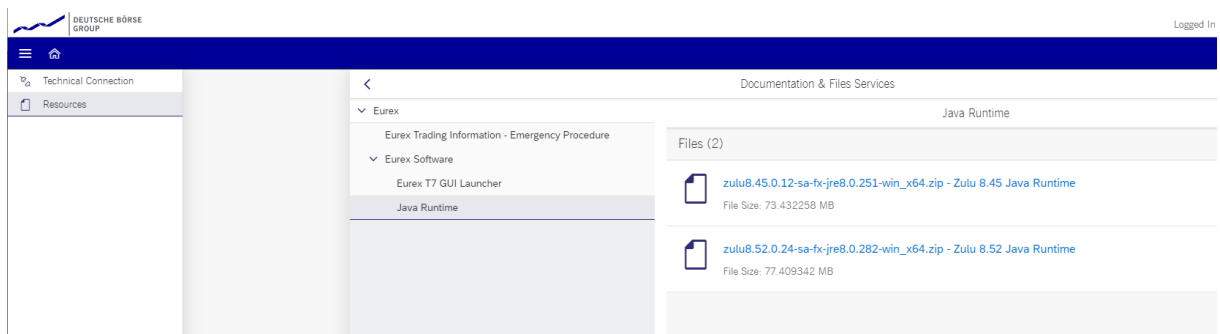 DEUTSCHE BÖRSE
GROUP
Logged In
Technical Connection
Resources
Documentation & Files Services
Eurex
Eurex Trading Information - Emergency Procedure
Eurex Software
Eurex T7 GUI Launcher
Java Runtime
Java Runtime
Files (2)
zulu8.45.0.12-sa-fx-jre8.0.251-win_x64.zip - Zulu 8.45 Java Runtime
File Size: 73.432258 MB
zulu8.52.0.24-sa-fx-jre8.0.282-win_x64.zip - Zulu 8.52 Java Runtime
File Size: 77.409342 MB